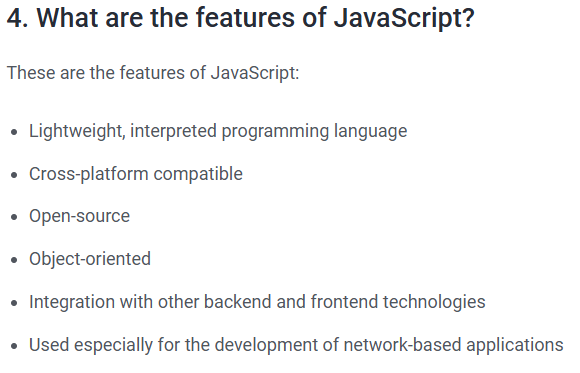 4. What are the features of JavaScript?
These are the features of JavaScript:
• Lightweight, interpreted programming language
• Cross-platform compatible
• Open-source
• Object-oriented
• Integration with other backend and frontend technologies
• Used especially for the development of network-based applications